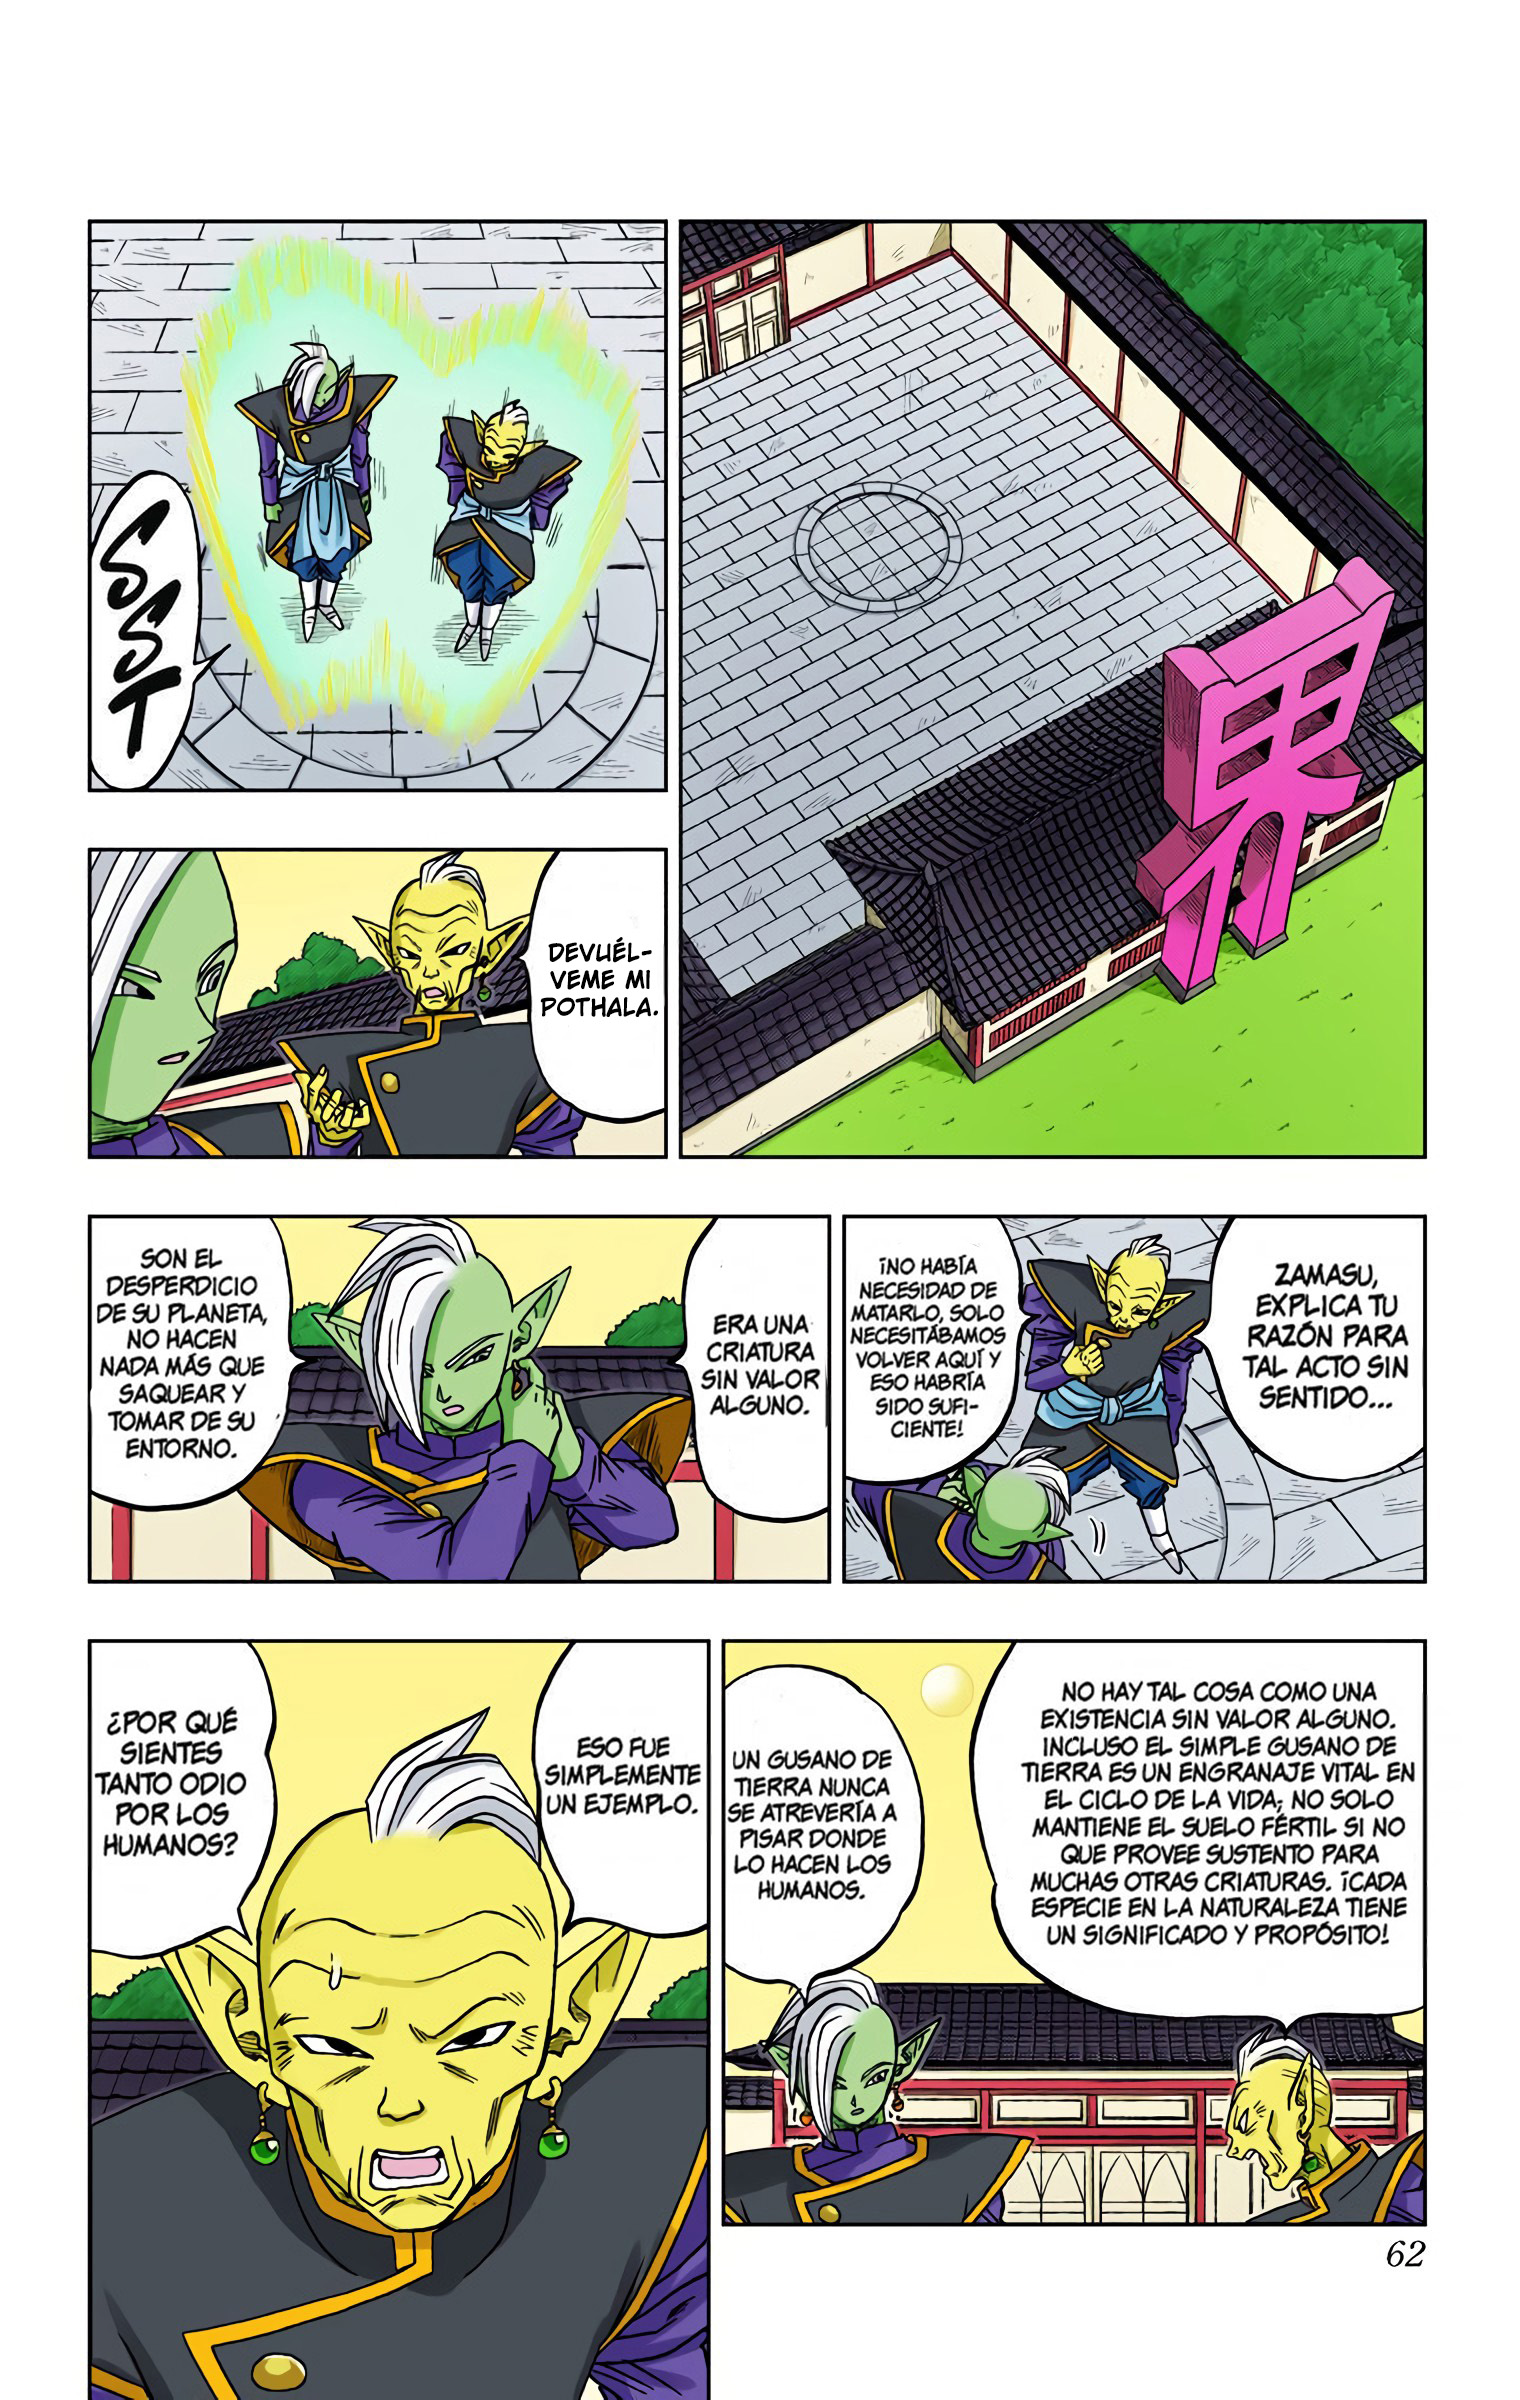 界
SST
DEVUÉL-
VEME MI
POTHALA.
ZAMASU,
EXPLICA TU
RAZÓN PARA
TAL ACTO SIN
SENTIDO...
¡NO HABÍA
NECESIDAD DE
MATARLO, SOLO
NECESITÁBAMOS
VOLVER AQUÍ Y
ESO HABRÍA
SIDO SUFI-
CIENTE!
ERA UNA
CRIATURA
SIN VALOR
ALGUNO.
SON EL
DESPERDICIO
DE SU PLANETA,
NO HACEN
NADA MÁS QUE
SAQUEAR Y
TOMAR DE SU
ENTORNO.
NO HAY TAL COSA COMO UNA
EXISTENCIA SIN VALOR ALGUNO.
INCLUSO EL SIMPLE GUSANO DE
TIERRA ES UN ENGRANAJE VITAL EN
EL CICLO DE LA VIDA; NO SOLO
MANTIENE EL SUELO FÉRTIL SI NO
QUE PROVEE SUSTENTO PARA
MUCHAS OTRAS CRIATURAS. ¡CADA
ESPECIE EN LA NATURALEZA TIENE
UN SIGNIFICADO Y PROPÓSITO!
UN GUSANO DE
TIERRA NUNCA
SE ATREVERÍA A
PISAR DONDE
LO HACEN LOS
HUMANOS.
ESO FUE
SIMPLEMENTE
UN EJEMPLO.
¿POR QUÉ
SIENTES
TANTO ODIO
POR LOS
HUMANOS?
62